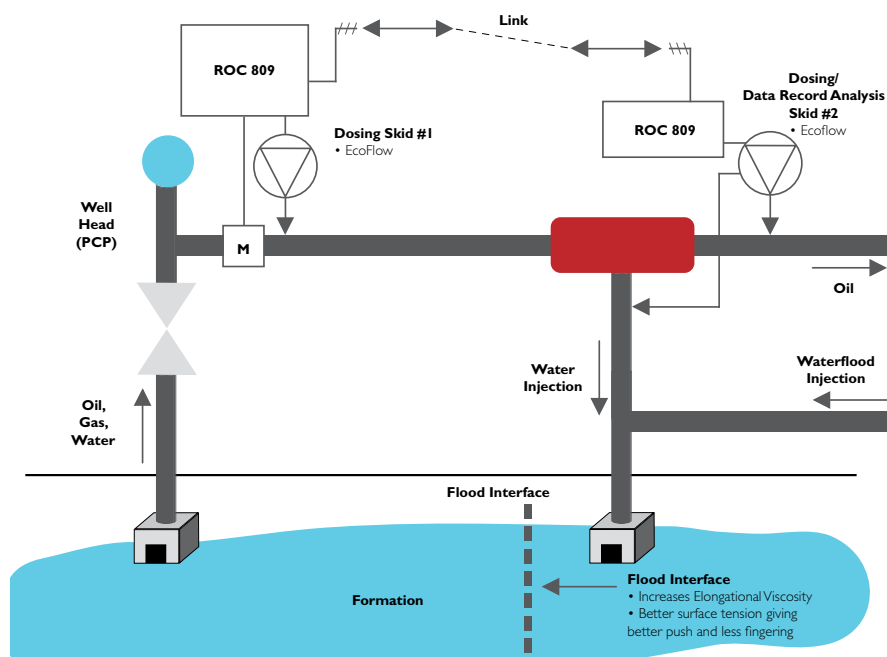 Link
ROC 809
Dosing/
Data Record Analysis
Skid #2
• Ecoflow
ROC 809
Dosing Skid #1
• EcoFlow
Well
Head
(PCP)
M
Oil
Water
Injection
Waterflood
Injection
Oil,
Gas,
Water
Flood Interface
Flood Interface
• Increases Elongational Viscosity
• Better surface tension giving
better push and less fingering
Formation